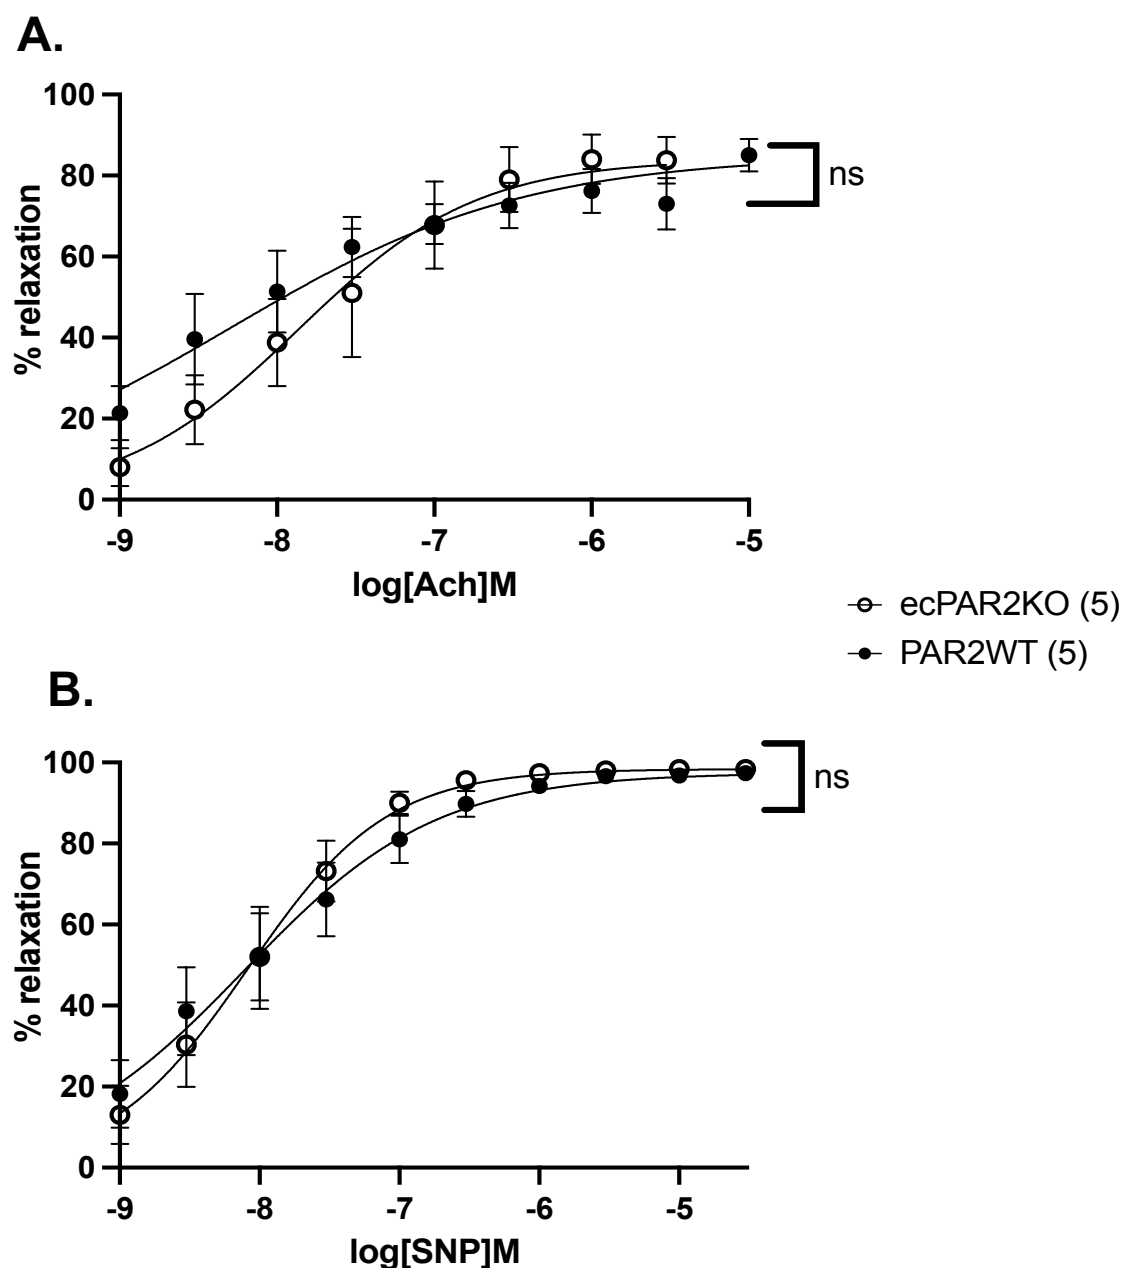 A.
100
80
60
40
20
0
% relaxation
-9 -8 -7 -6 -5
log[Ach]M
ns
ecPAR2KO (5)
PAR2WT (5)
B.
100
80
60
40
20
0
% relaxation
-9 -8 -7 -6 -5
log[SNP]M
ns